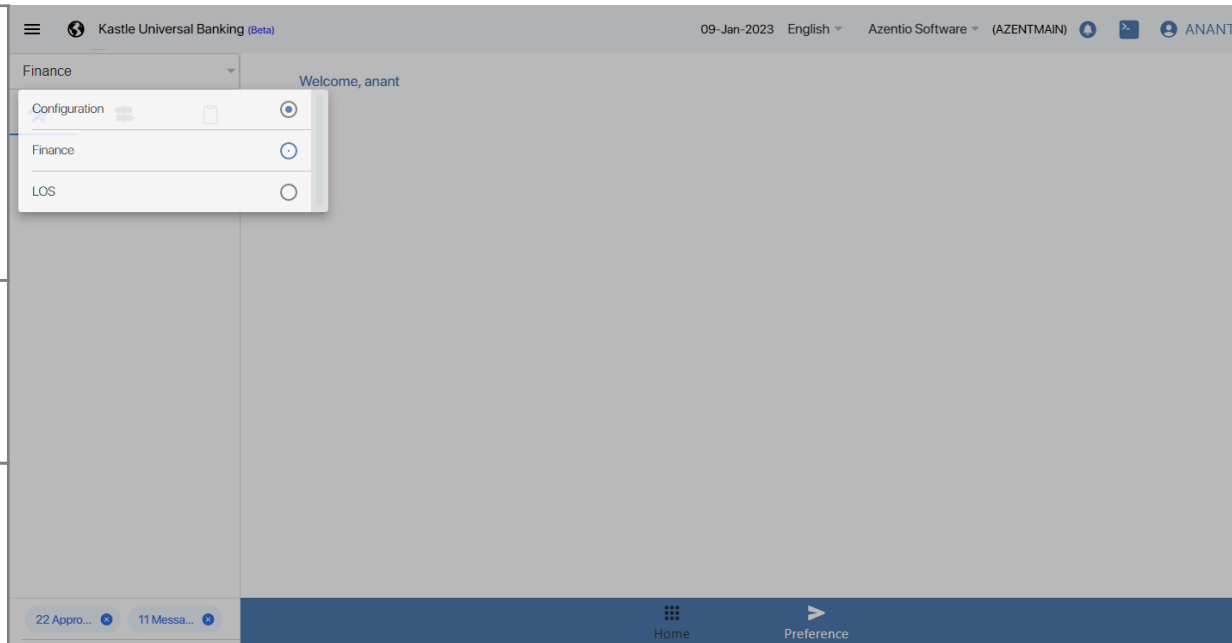 Kastle Universal Banking (Beta)
09-Jan-2023 English Azentio Software (AZENTMAIN) ANANT
Finance
Welcome, anant
Configuration
Finance
LOS
22 Appro... 11 Messa...
Home
Preference